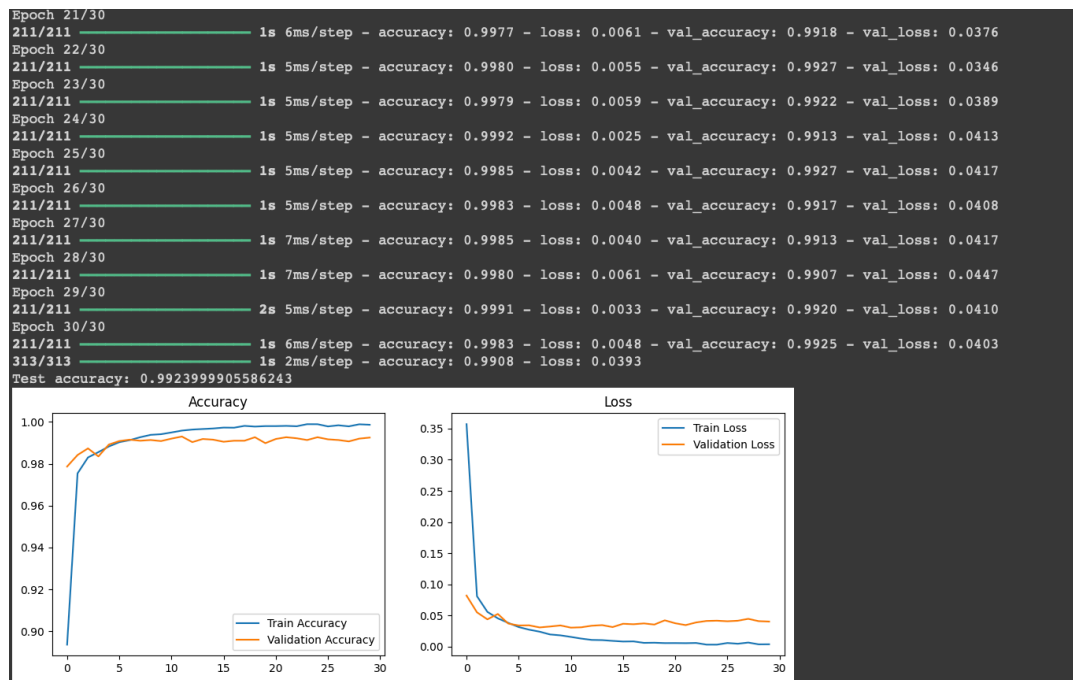 Epoch 21/30
211/211 ━━━━━━━━━━━━━━━━━━━━ 1s 6ms/step - accuracy: 0.9977 - loss: 0.0061 - val_accuracy: 0.9918 - val_loss: 0.0376
Epoch 22/30
211/211 ━━━━━━━━━━━━━━━━━━━━ 1s 5ms/step - accuracy: 0.9980 - loss: 0.0055 - val_accuracy: 0.9927 - val_loss: 0.0346
Epoch 23/30
211/211 ━━━━━━━━━━━━━━━━━━━━ 1s 5ms/step - accuracy: 0.9979 - loss: 0.0059 - val_accuracy: 0.9922 - val_loss: 0.0389
Epoch 24/30
211/211 ━━━━━━━━━━━━━━━━━━━━ 1s 5ms/step - accuracy: 0.9992 - loss: 0.0025 - val_accuracy: 0.9913 - val_loss: 0.0413
Epoch 25/30
211/211 ━━━━━━━━━━━━━━━━━━━━ 1s 5ms/step - accuracy: 0.9985 - loss: 0.0042 - val_accuracy: 0.9927 - val_loss: 0.0417
Epoch 26/30
211/211 ━━━━━━━━━━━━━━━━━━━━ 1s 5ms/step - accuracy: 0.9983 - loss: 0.0048 - val_accuracy: 0.9917 - val_loss: 0.0408
Epoch 27/30
211/211 ━━━━━━━━━━━━━━━━━━━━ 1s 7ms/step - accuracy: 0.9985 - loss: 0.0040 - val_accuracy: 0.9913 - val_loss: 0.0417
Epoch 28/30
211/211 ━━━━━━━━━━━━━━━━━━━━ 1s 7ms/step - accuracy: 0.9980 - loss: 0.0061 - val_accuracy: 0.9907 - val_loss: 0.0447
Epoch 29/30
211/211 ━━━━━━━━━━━━━━━━━━━━ 2s 5ms/step - accuracy: 0.9991 - loss: 0.0033 - val_accuracy: 0.9920 - val_loss: 0.0410
Epoch 30/30
211/211 ━━━━━━━━━━━━━━━━━━━━ 1s 6ms/step - accuracy: 0.9983 - loss: 0.0048 - val_accuracy: 0.9925 - val_loss: 0.0403
313/313 ━━━━━━━━━━━━━━━━━━━━ 1s 2ms/step - accuracy: 0.9908 - loss: 0.0393
Test accuracy: 0.9923999905586243
Accuracy
1.00
0.98
0.96
0.94
0.92
0.90
Train Accuracy
Validation Accuracy
0 5 10 15 20 25 30
Loss
0.35
0.30
0.25
0.20
0.15
0.10
0.05
0.00
Train Loss
Validation Loss
0 5 10 15 20 25 30